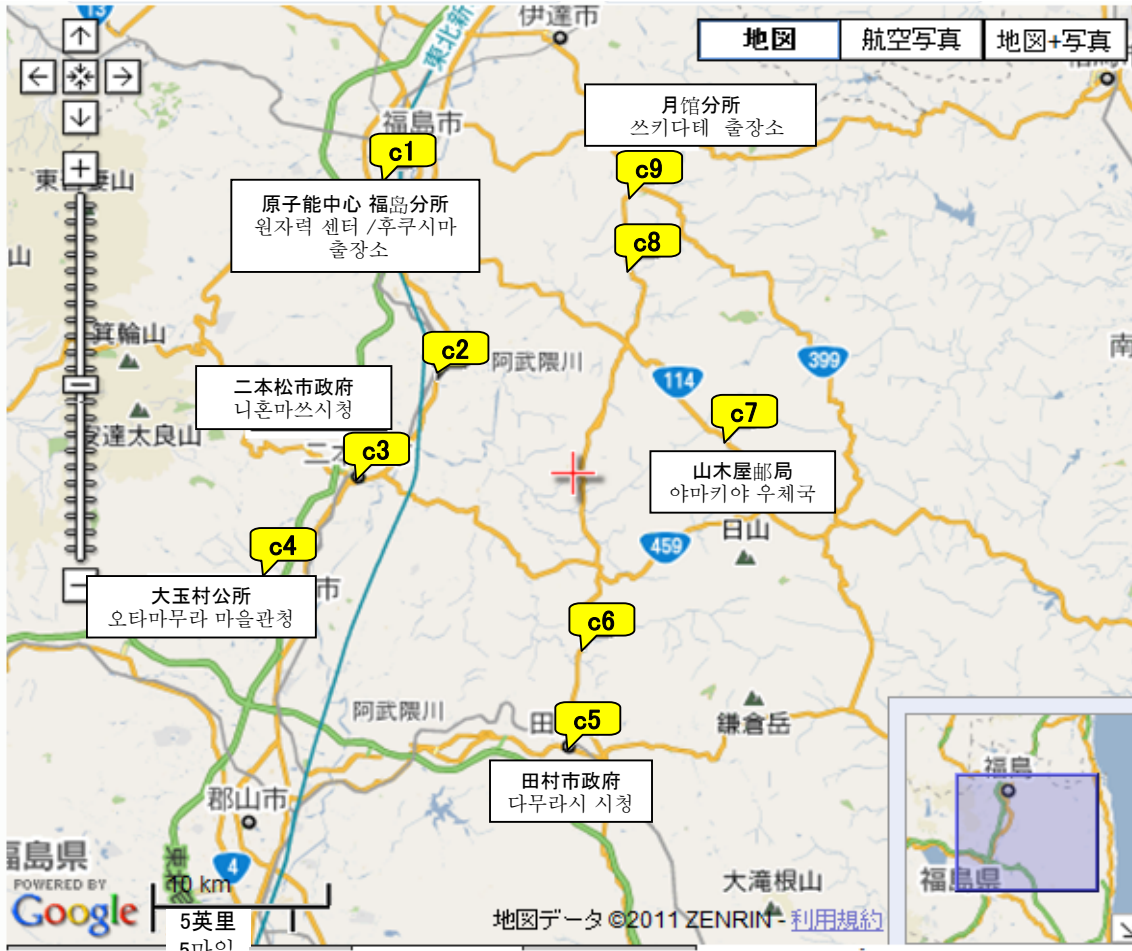 13
伊達市
東北新
地図
航空写真
地図+写真
福島市
月馆分所
쓰키다테 출장소
c1
c9
原子能中心 福岛分所
원자력 센터 /후쿠시마
출장소
c8
山
箕輪山
c2
阿武隈川
399
南
114
二本松市政府
니혼마쓰시청
c7
安達太良山
c3
山木屋邮局
야마키야 우체국
日山
459
c4
大玉村公所
오타마무라 마을관청
市
c6
阿武隈川
田
c5
鎌倉岳
田村市政府
다무라시 시청
福島
郡山市
福島県
4
福島県
大滝根山
POWERED BY
Google
10 km
5英里
5마일
地図データ ©2011 ZENRIN - 利用規約